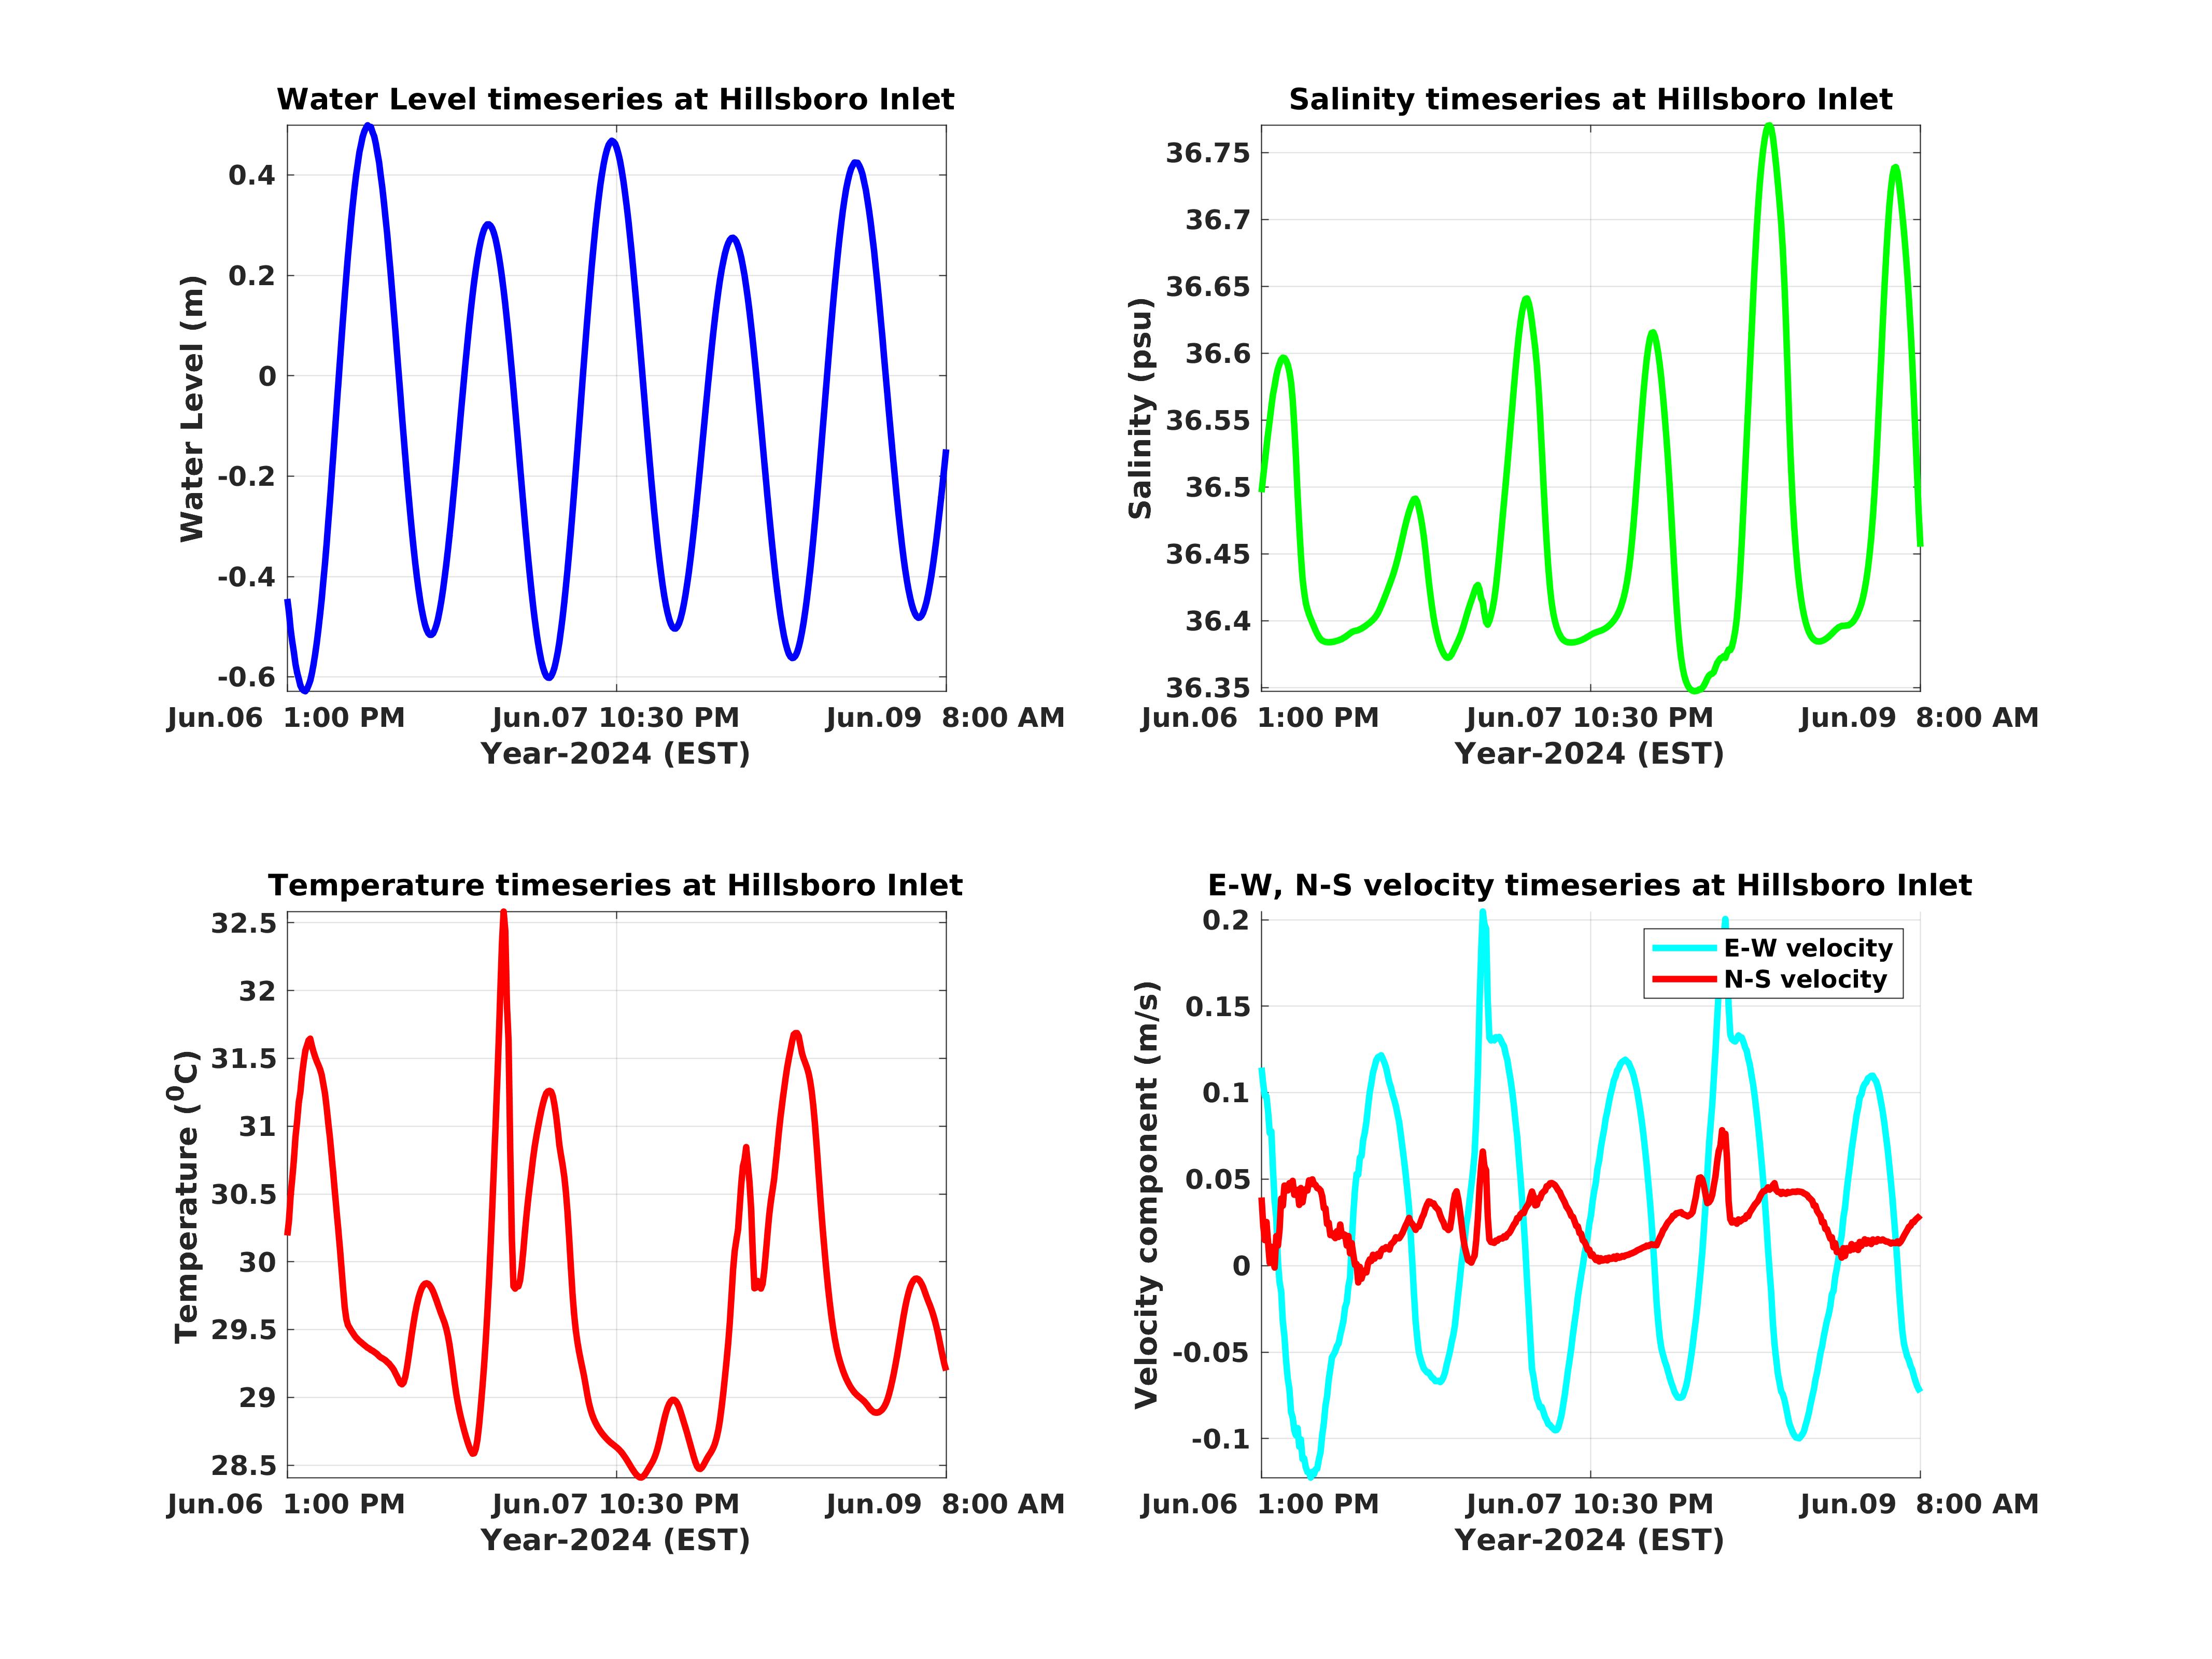 Water Level timeseries at Hillsboro Inlet
Water Level (m)
0.4
0.2
0
-0.2
-0.4
-0.6
Jun.06 1:00 PM Jun.07 10:30 PM Jun.09 8:00 AM
Year-2024 (EST)
Salinity timeseries at Hillsboro Inlet
Salinity (psu)
36.75
36.7
36.65
36.6
36.55
36.5
36.45
36.4
36.35
Jun.06 1:00 PM Jun.07 10:30 PM Jun.09 8:00 AM
Year-2024 (EST)
Temperature timeseries at Hillsboro Inlet
Temperature (⁰C)
32.5
32
31.5
31
30.5
30
29.5
29
28.5
Jun.06 1:00 PM Jun.07 10:30 PM Jun.09 8:00 AM
Year-2024 (EST)
E-W, N-S velocity timeseries at Hillsboro Inlet
Velocity component (m/s)
0.2
0.15
0.1
0.05
0
-0.05
-0.1
E-W velocity
N-S velocity
Jun.06 1:00 PM Jun.07 10:30 PM Jun.09 8:00 AM
Year-2024 (EST)